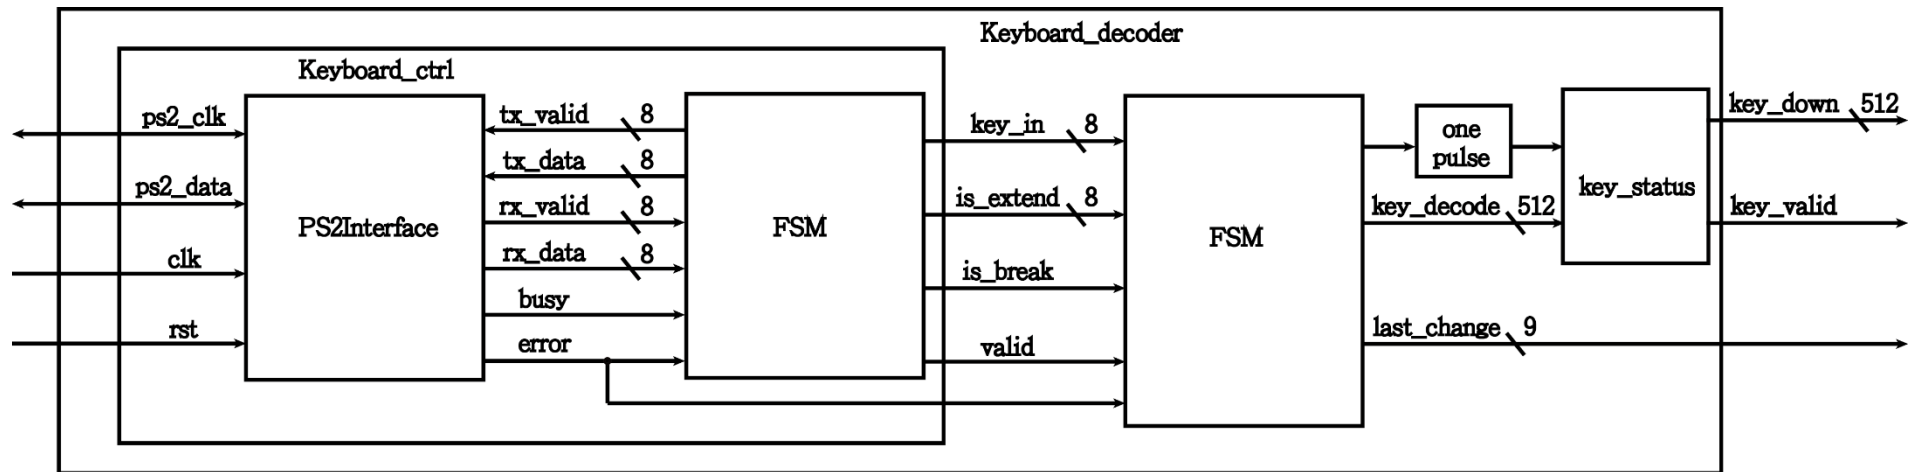 Keyboard_decoder
Keyboard_ctrl
ps2_clk
ps2_data
clk
rst
PS2Interface
tx_valid 8
tx_data 8
rx_valid 8
rx_data 8
busy
error
FSM
key_in 8
is_extend 8
is_break
valid
FSM
one
pulse
key_decode 512
last_change 9
key_status
key_down 512
key_valid